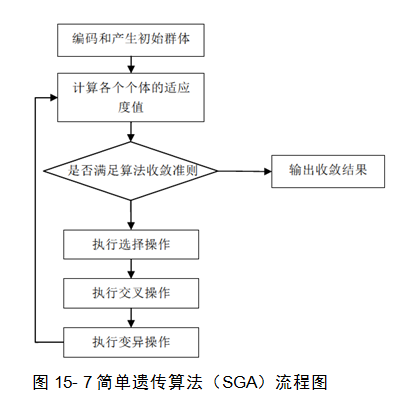 编码和产生初始群体
计算各个个体的适应
度值
是否满足算法收敛准则
输出收敛结果
执行选择操作
执行交叉操作
执行变异操作
图 15- 7 简单遗传算法（SGA）流程图